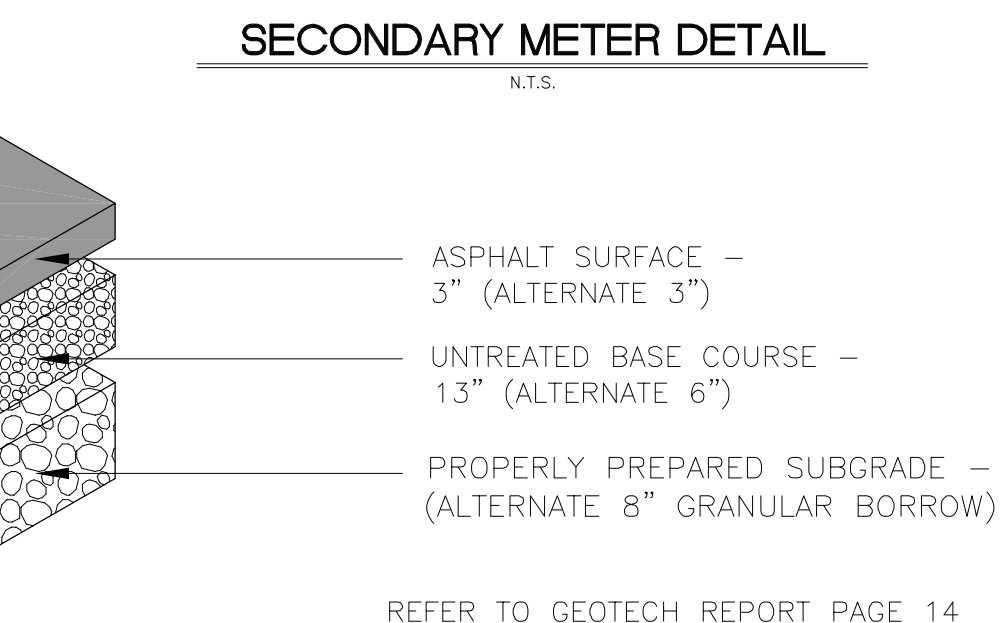 SECONDARY METER DETAIL
N.T.S.
ASPHALT SURFACE –
3” (ALTERNATE 3”)
UNTREATED BASE COURSE –
13” (ALTERNATE 6”)
PROPERLY PREPARED SUBGRADE –
(ALTERNATE 8” GRANULAR BORROW)
REFER TO GEOTECH REPORT PAGE 14